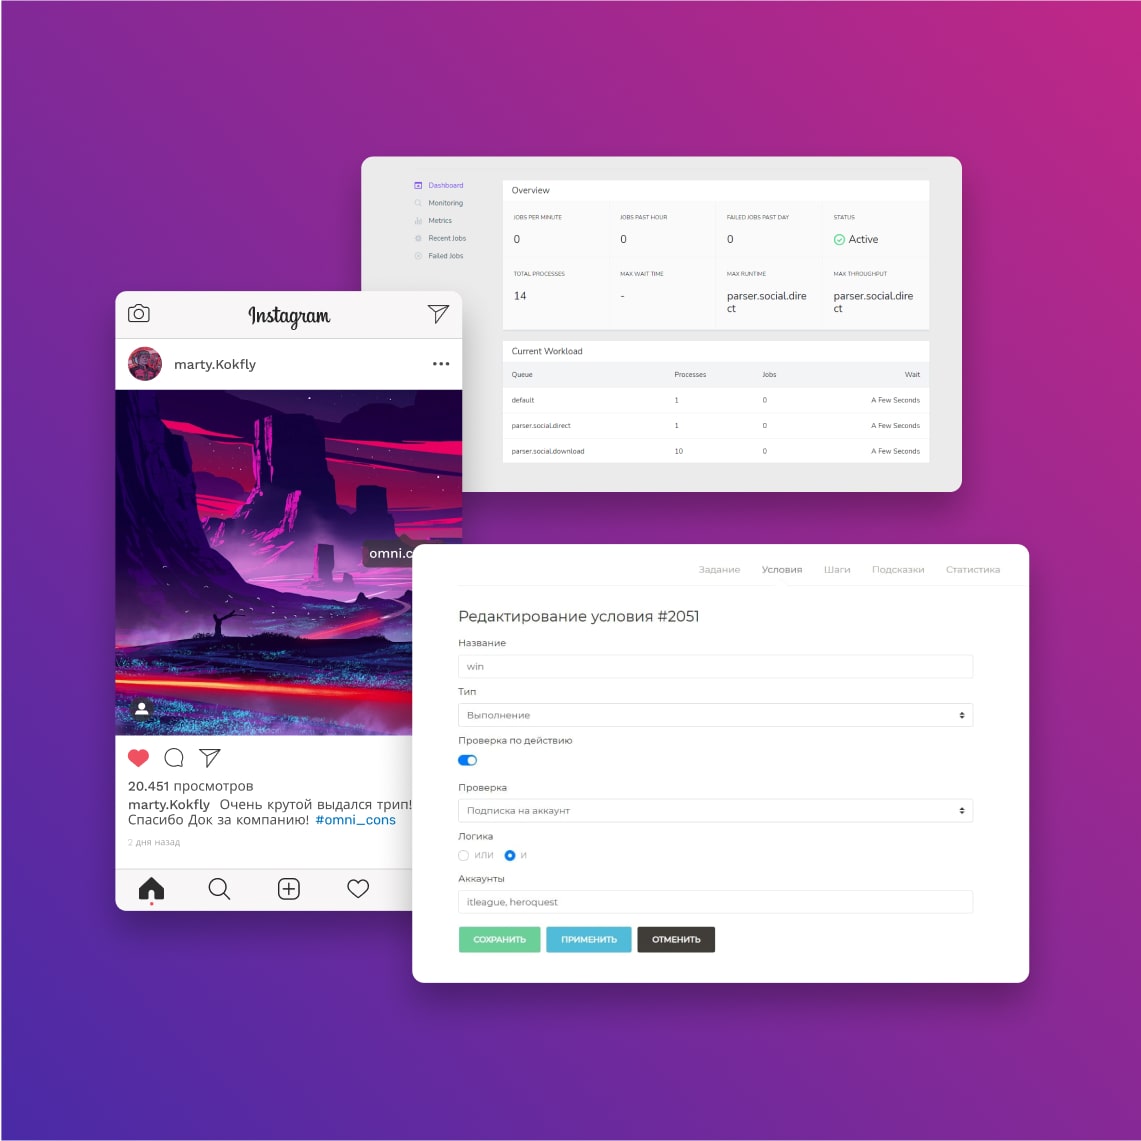 Dashboard
Monitoring
Metrics
Recent Jobs
Failed Jobs
Overview
JOBS PER MINUTE
0
JOBS PAST HOUR
0
FAILED JOBS PAST DAY
0
STATUS
Active
TOTAL PROCESSES
14
MAX WAIT TIME
-
MAX RUNTIME
parser.social.dire
ct
MAX THROUGHPUT
parser.social.dire
ct
Current Workload
Queue Processes Jobs Wait
default 1 0 A Few Seconds
parser.social.direct 1 0 A Few Seconds
parser.social.download 10 0 A Few Seconds
Instagram
marty.Kokfly
omni.c
20.451 просмотров
marty.Kokfly Очень крутой выдался трип!
Спасибо Док за компанию! #omni_cons
2 дня назад
Задание Условия Шаги Подсказки Статистика
Редактирование условия #2051
Название
win
Тип
Выполнение
Проверка по действию
Проверка
Подписка на аккаунт
Логика
ИЛИ И
Аккаунты
itleague, heroquest
СОХРАНИТЬ ПРИМЕНИТЬ ОТМЕНИТЬ